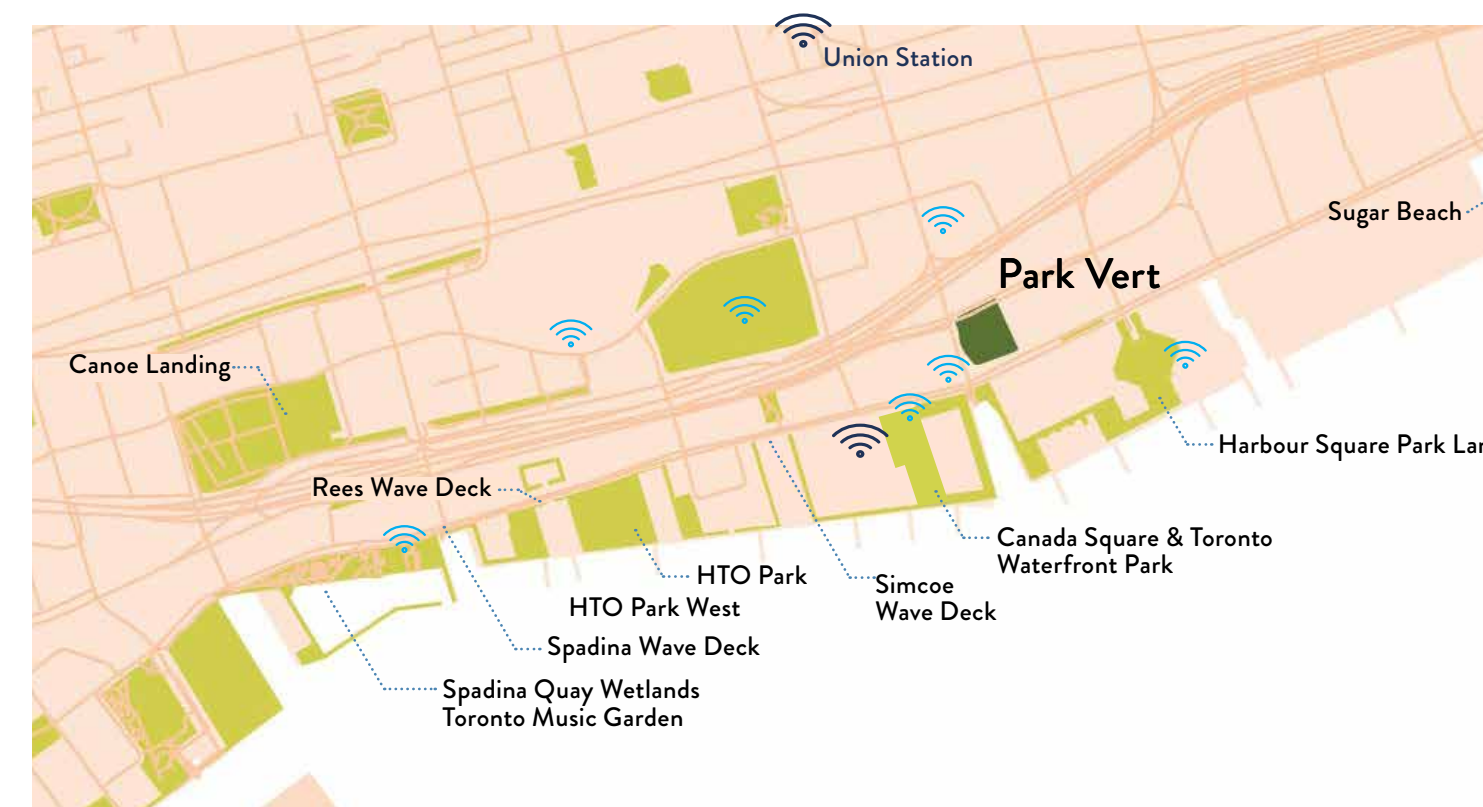 Union Station
Sugar Beach
Park Vert
Canoe Landing
Harbour Square Park
Rees Wave Deck
Canada Square & Toronto
Waterfront Park
HTO Park
Simcoe
Wave Deck
HTO Park West
Spadina Wave Deck
Spadina Quay Wetlands
Toronto Music Garden